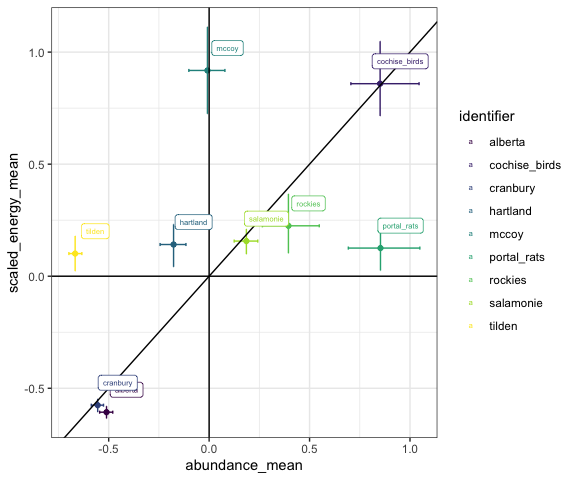 mccoy
cochise_birds
rockies
salamonie
hartland
portal_rats
tilden
cranbury
alberta
1.0
0.5
0.0
-0.5
scaled_energy_mean
-0.5
0.0
0.5
1.0
abundance_mean
identifier
a alberta
a cochise_birds
a cranbury
a hartland
a mccoy
a portal_rats
a rockies
a salamonie
a tilden